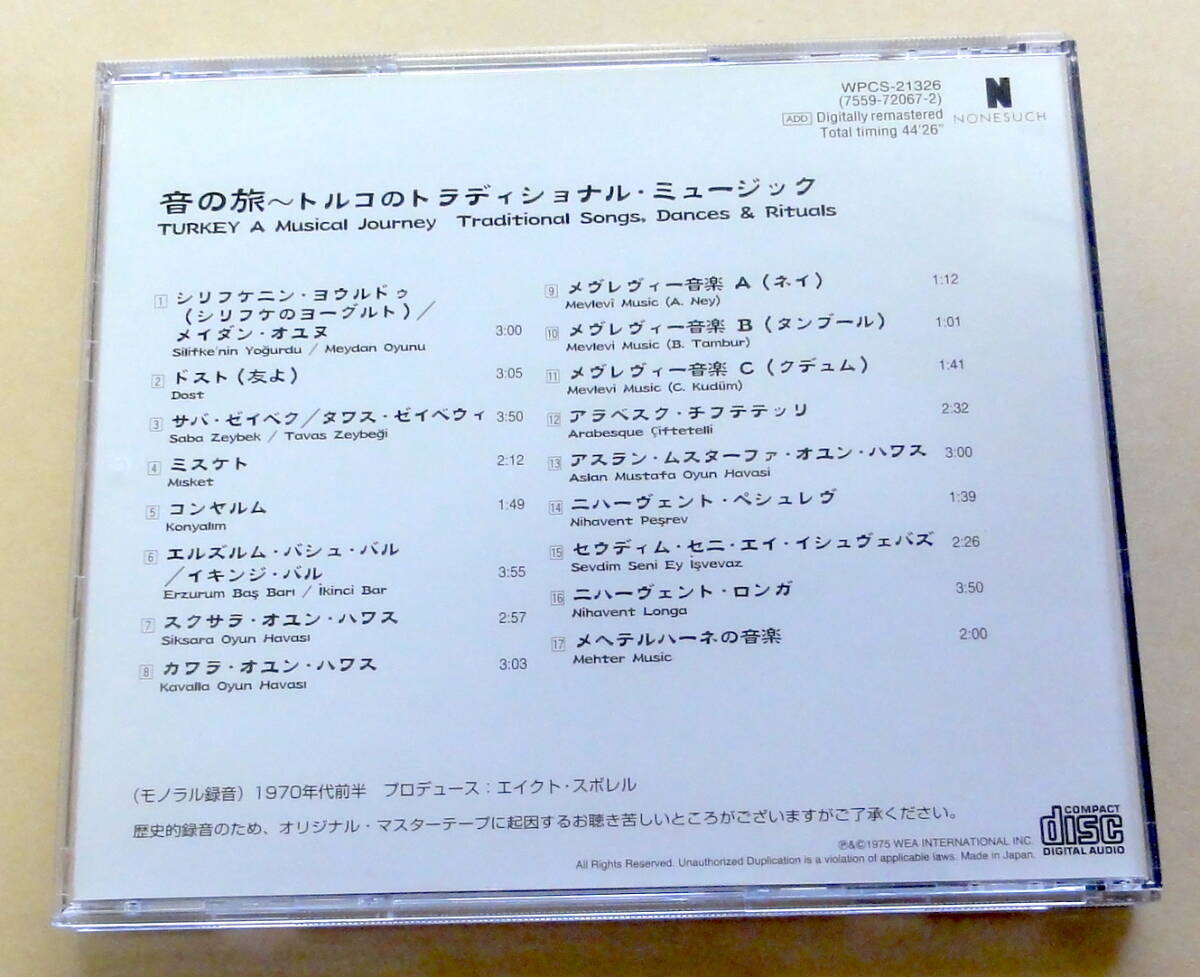 WPCS-21326
(7559-72067-2)
ADD Digitally remastered
Total timing 44'26"
N
NONESUCH
音の旅〜トルコのトラディショナル・ミュージック
TURKEY A Musical Journey Traditional Songs, Dances & Rituals
1 シリフケニン・ヨウルドゥ
(シリフケのヨーグルト)/
メイダン・オユヌ 3:00
Silifke'nin Yoğurdu / Meydan Oyunu
2 ドスト(友よ) 3:05
Dost
3 サバ・ゼイベク/タワス・ゼイベウィ 3:50
Saba Zeybek / Tavas Zeybeği
4 ミスケト 2:12
Mısket
5 コンヤルム 1:49
Konyalım
6 エルズルム・バシュ・バル
/イキンジ・バル 3:55
Erzurum Baş Barı / İkinci Bar
7 スクサラ・オユン・ハワス 2:57
Siksara Oyun Havası
8 カワラ・オユン・ハワス 3:03
Kavalla Oyun Havası
9 メヴレヴィー音楽 A(ネイ) 1:12
Mevlevî Music (A. Ney)
10 メヴレヴィー音楽 B(タンブール) 1:01
Mevlevi Music (B. Tambur)
11 メヴレヴィー音楽 C(クデュム) 1:41
Mevlevi Music (C. Kudüm)
12 アラベスク・チフテテッリ 2:32
Arabesque Çiftetelli
13 アスラン・ムスターファ・オユン・ハワス 3:00
Aslan Mustafa Oyun Havasi
14 ニハーヴェント・ペシュレヴ 1:39
Nihavent Peşrev
15 セウディム・セニ・エイ・イシュヴェバズ 2:26
Sevdim Seni Ey İşvevaz
16 ニハーヴェント・ロンガ 3:50
Nihavent Longa
17 メヘテルハーネの音楽 2:00
Mehter Music
(モノラル録音)1970年代前半 プロデュース:エイクト・スポレル
歴史的録音のため、オリジナル・マスターテープに起因するお聴き苦しいところがございますがご了承ください。
℗&©1975 WEA INTERNATIONAL INC.
All Rights Reserved. Unauthorized Duplication is a violation of applicable laws. Made in Japan.
COMPACT
disc
DIGITAL AUDIO